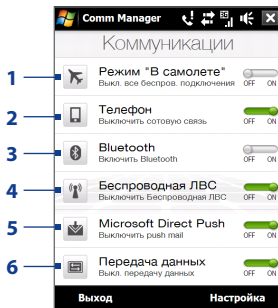 Comm Manager
Коммуникации
1 Режим "В самолете"
Выкл. все беспров. подключения OFF ON
2 Телефон
Выключить сотовую связь OFF ON
3 Bluetooth
Включить Bluetooth OFF ON
4 Беспроводная ЛВС
Выключить Беспроводная ЛВС OFF ON
5 Microsoft Direct Push
Выключить push mail OFF ON
6 Передача данных
Выкл. передачу данных OFF ON
Выход Настройка